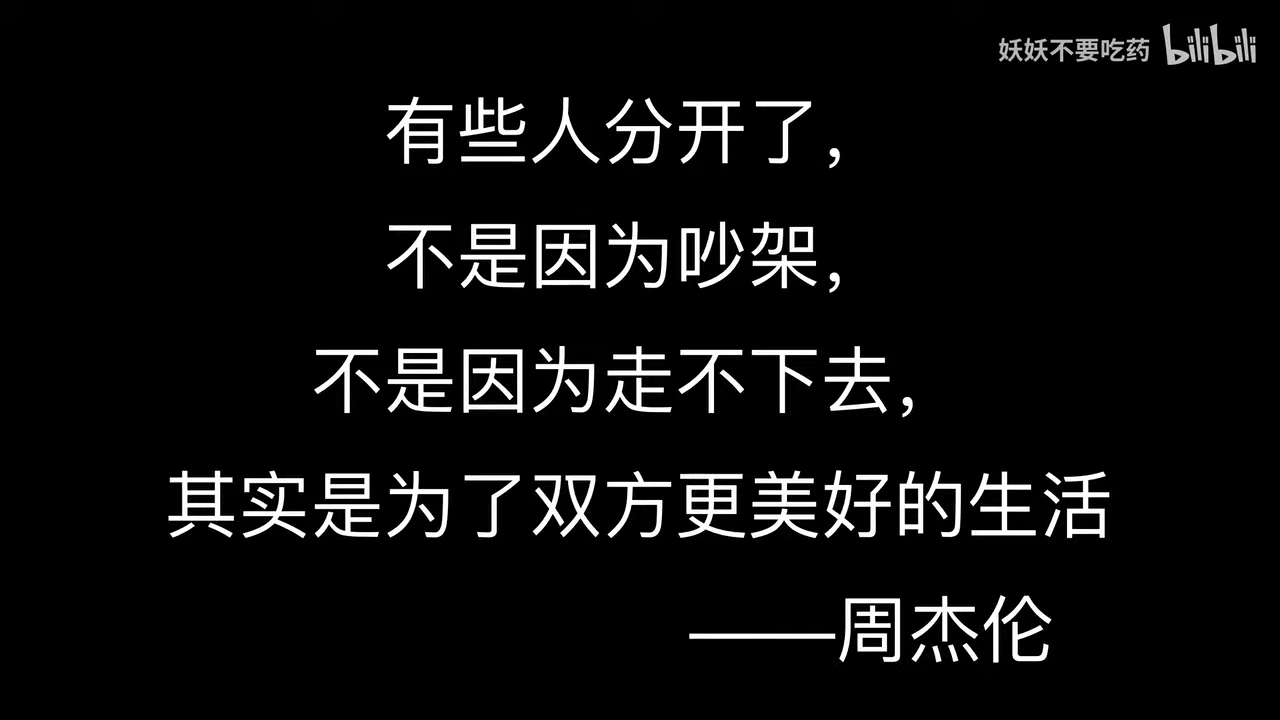 妖妖不要吃药 bilibili
有些人分开了，
不是因为吵架，
不是因为走不下去，
其实是为了双方更美好的生活
——周杰伦